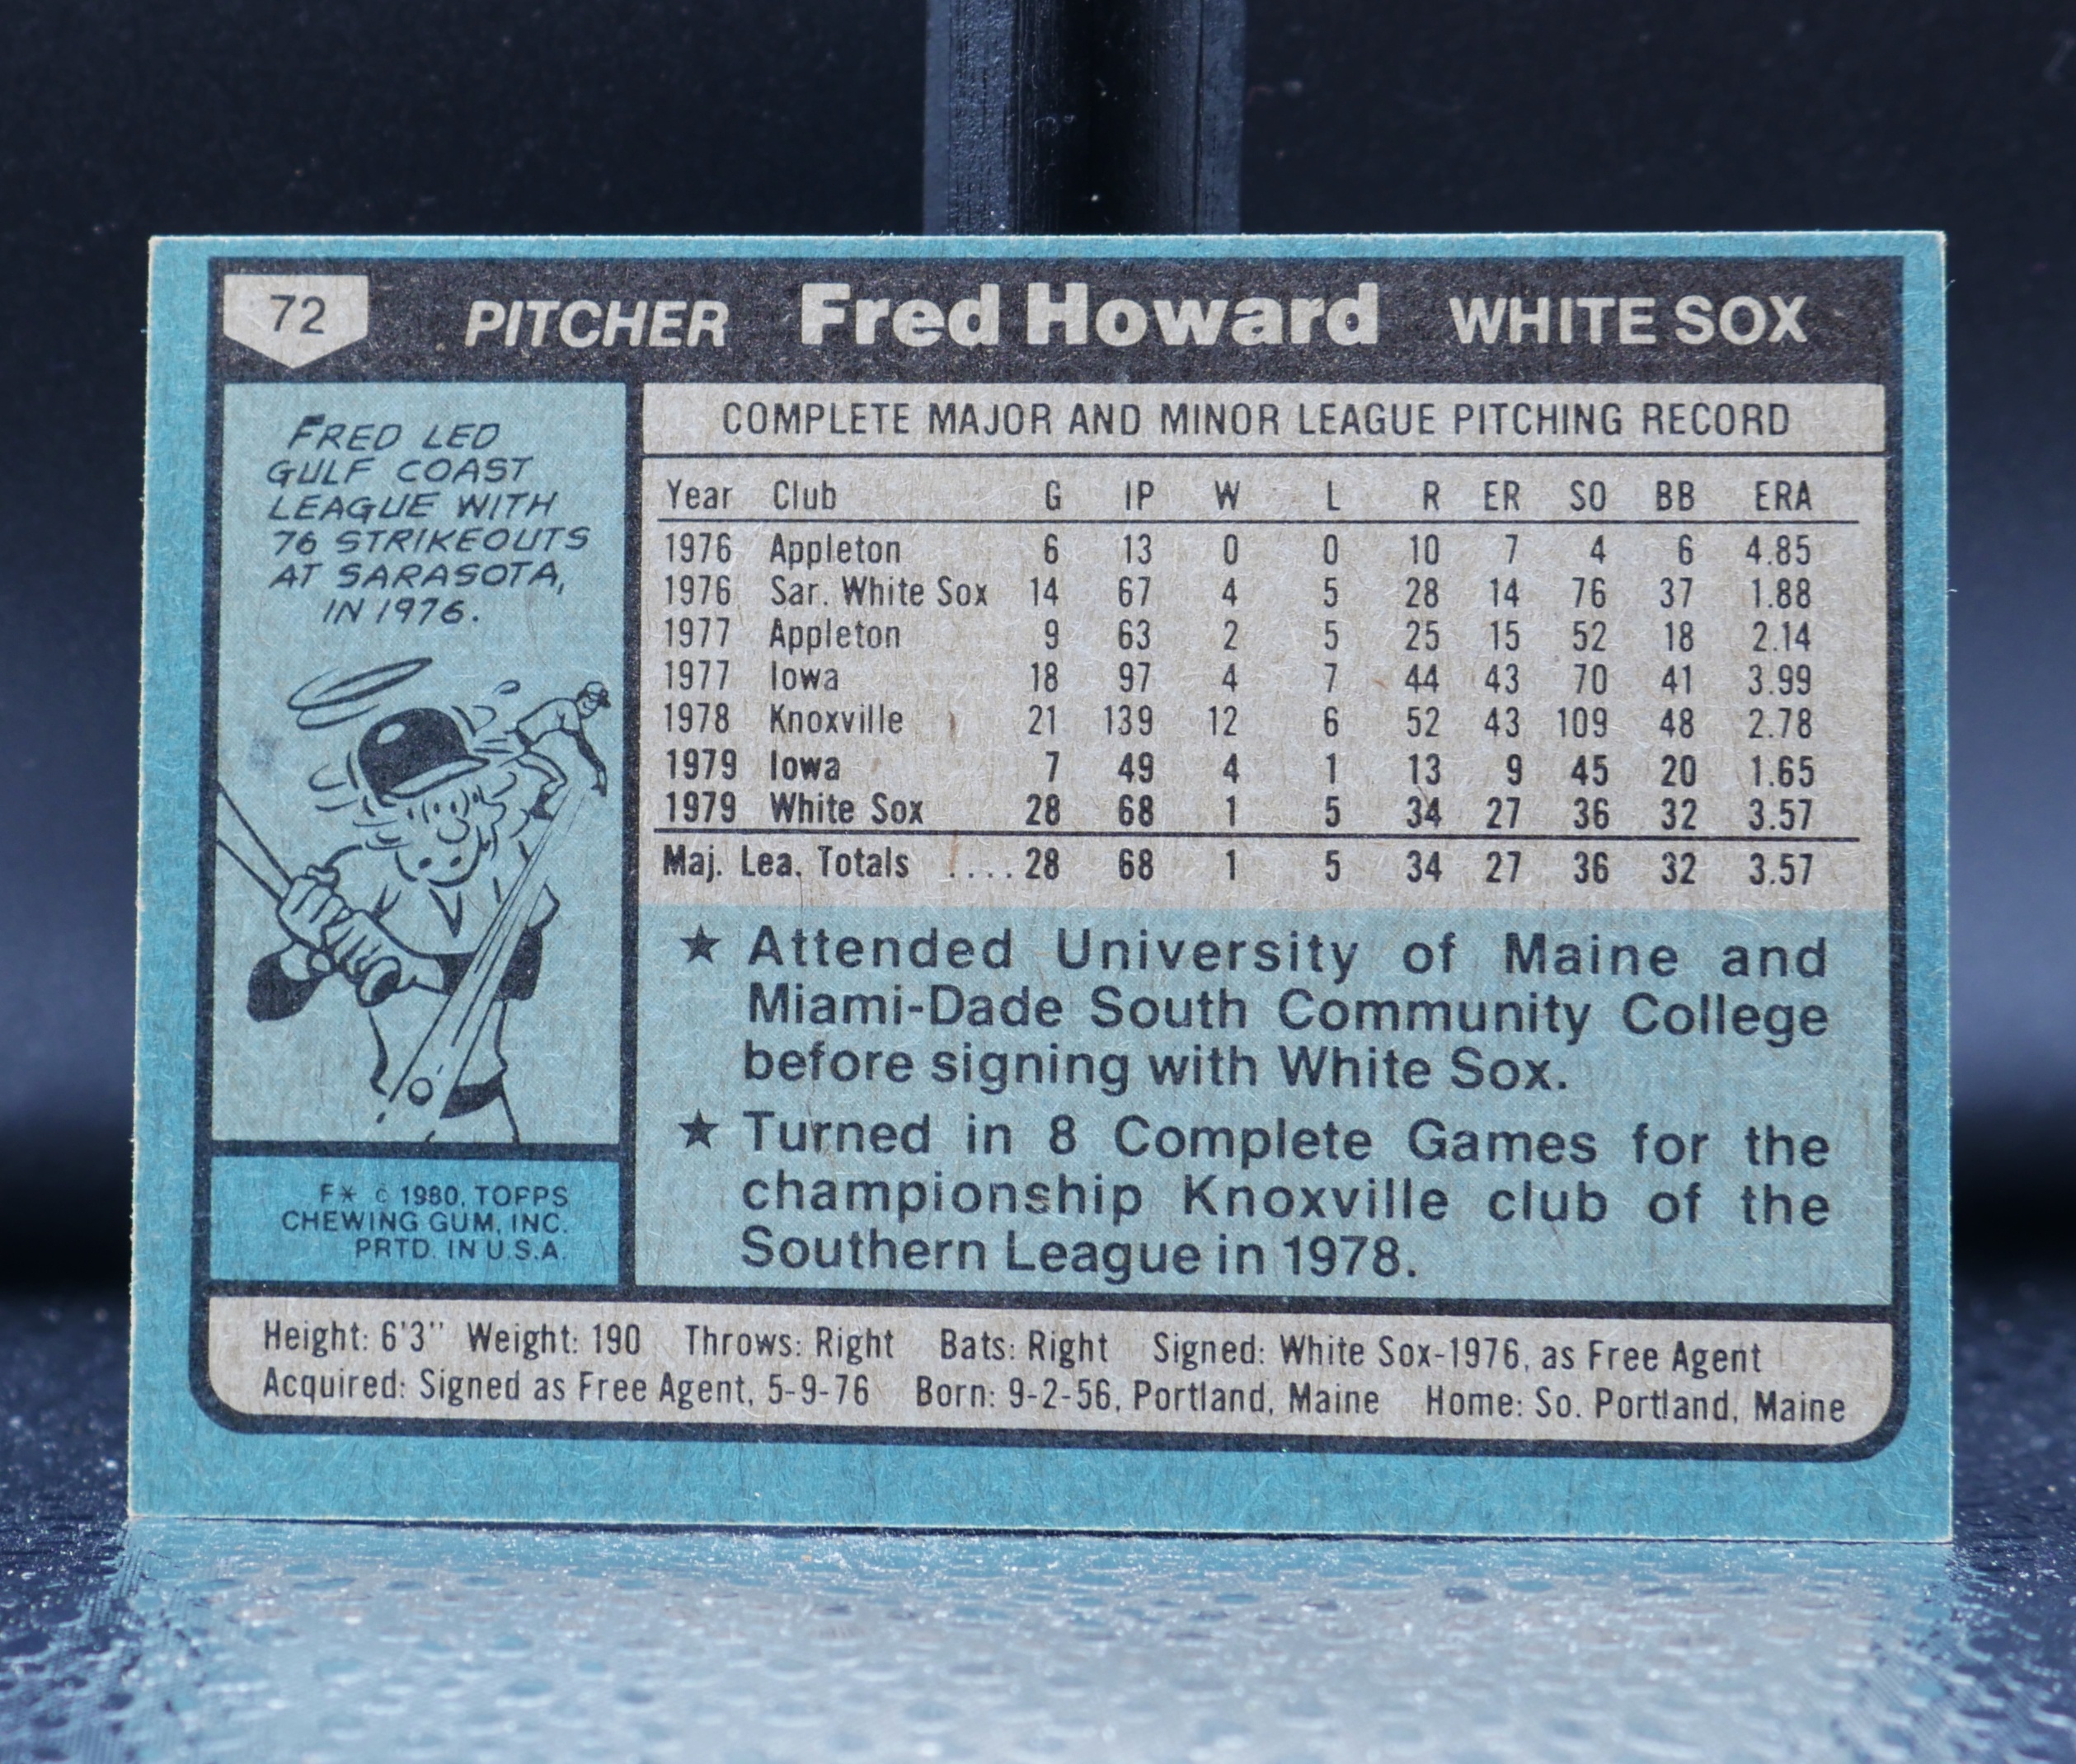 72 PITCHER Fred Howard WHITE SOX
FRED LED
GULF COAST
LEAGUE WITH
76 STRIKEOUTS
AT SARASOTA,
IN 1976.
F* © 1980, TOPPS
CHEWING GUM, INC.
PRTD. IN U.S.A.
COMPLETE MAJOR AND MINOR LEAGUE PITCHING RECORD
Year Club G IP W L R ER SO BB ERA
1976 Appleton 6 13 0 0 10 7 4 6 4.85
1976 Sar. White Sox 14 67 4 5 28 14 76 37 1.88
1977 Appleton 9 63 2 5 25 15 52 18 2.14
1977 Iowa 18 97 4 7 44 43 70 41 3.99
1978 Knoxville 21 139 12 6 52 43 109 48 2.78
1979 Iowa 7 49 4 1 13 9 45 20 1.65
1979 White Sox 28 68 1 5 34 27 36 32 3.57
Maj. Lea. Totals .... 28 68 1 5 34 27 36 32 3.57
★ Attended University of Maine and
Miami-Dade South Community College
before signing with White Sox.
★ Turned in 8 Complete Games for the
championship Knoxville club of the
Southern League in 1978.
Height: 6'3" Weight: 190 Throws: Right Bats: Right Signed: White Sox-1976, as Free Agent
Acquired: Signed as Free Agent, 5-9-76 Born: 9-2-56, Portland, Maine Home: So. Portland, Maine